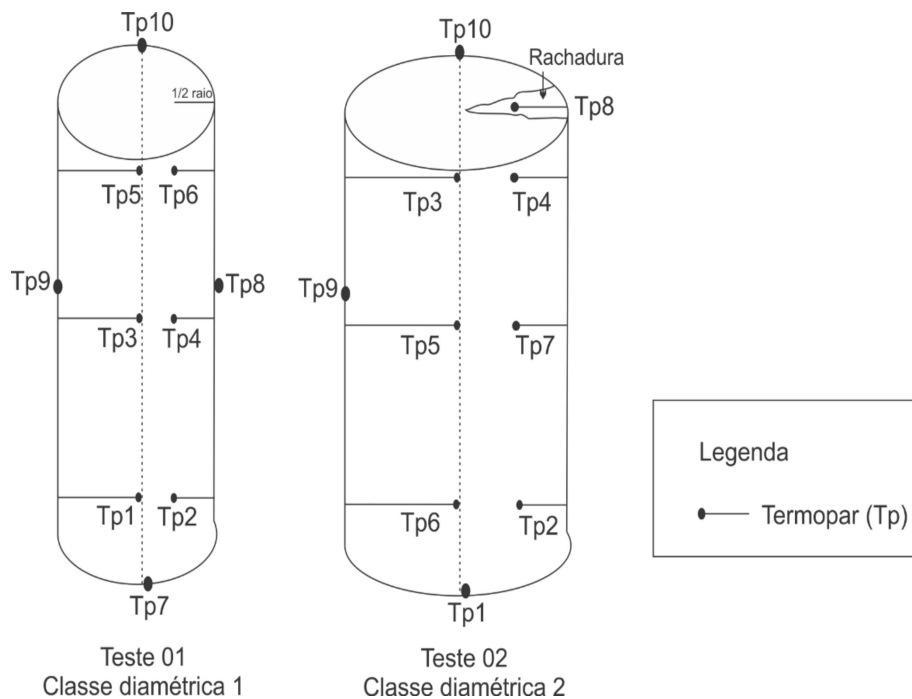 Tp10
1/2 raio
Tp5 Tp6
Tp9 Tp8
Tp3 Tp4
Tp1 Tp2
Tp7
Teste 01
Classe diamétrica 1
Tp10
Rachadura
Tp8
Tp3 Tp4
Tp9
Tp5 Tp7
Tp6 Tp2
Tp1
Teste 02
Classe diamétrica 2
Legenda
Termopar (Tp)